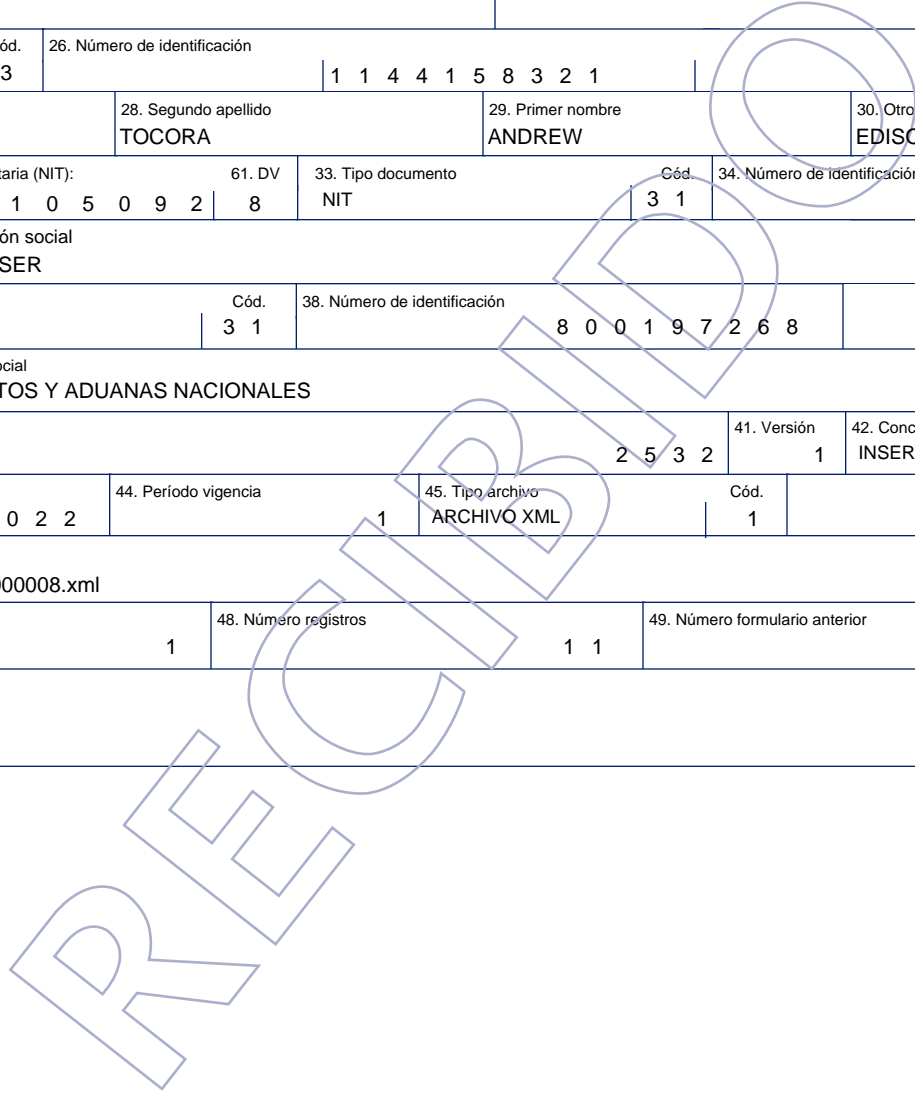 ód. 26. Número de identificación
3 1 1 4 4 1 5 8 3 2 1
28. Segundo apellido 29. Primer nombre 30. Otro
TOCORA ANDREW EDISO
taria (NIT): 61. DV 33. Tipo documento Cód. 34. Número de identificación
1 0 5 0 9 2 8 NIT 3 1
ón social
SER
Cód. 38. Número de identificación
3 1 8 0 0 1 9 7 2 6 8
ocial
TOS Y ADUANAS NACIONALES
41. Versión 42. Conc
2 5 3 2 1 INSER
44. Período vigencia 45. Tipo archivo Cód.
0 2 2 1 ARCHIVO XML 1
000008.xml
48. Número registros 49. Número formulario anterior
1 1 1
RECIBIDO